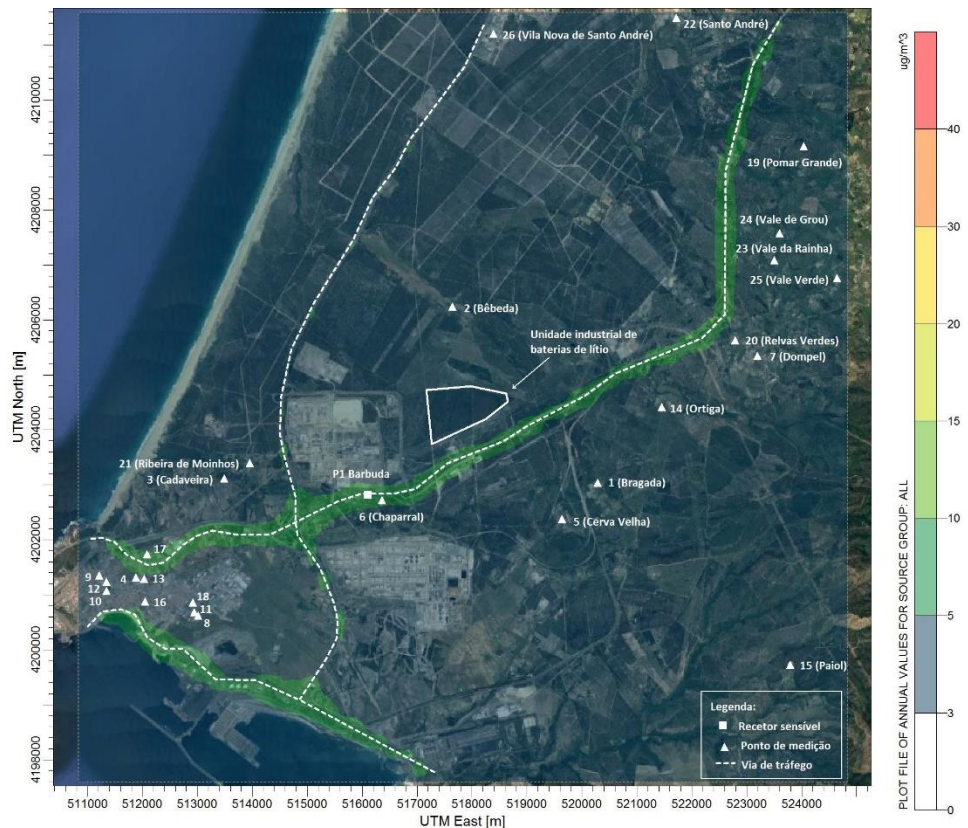 22 (Santo André)
26 (Vila Nova de Santo André)
19 (Pomar Grande)
24 (Vale de Grou)
23 (Vale da Rainha)
25 (Vale Verde)
2 (Bêbeda)
Unidade industrial de
baterias de lítio
20 (Relvas Verdes)
7 (Dompel)
14 (Ortiga)
21 (Ribeira de Moinhos)
3 (Cadaveira)
P1 Barbuda
6 (Chaparral)
1 (Bragada)
5 (Cerva Velha)
17
9
4
13
12
10
16
18
11
8
15 (Paiol)
Legenda:
Recetor sensível
Ponto de medição
Via de tráfego
UTM North [m]
4210000
4208000
4206000
4204000
4202000
4200000
4198000
511000 512000 513000 514000 515000 516000 517000 518000 519000 520000 521000 522000 523000 524000
UTM East [m]
ug/m^3
40
30
20
15
10
5
3
0
PLOT FILE OF ANNUAL VALUES FOR SOURCE GROUP: ALL